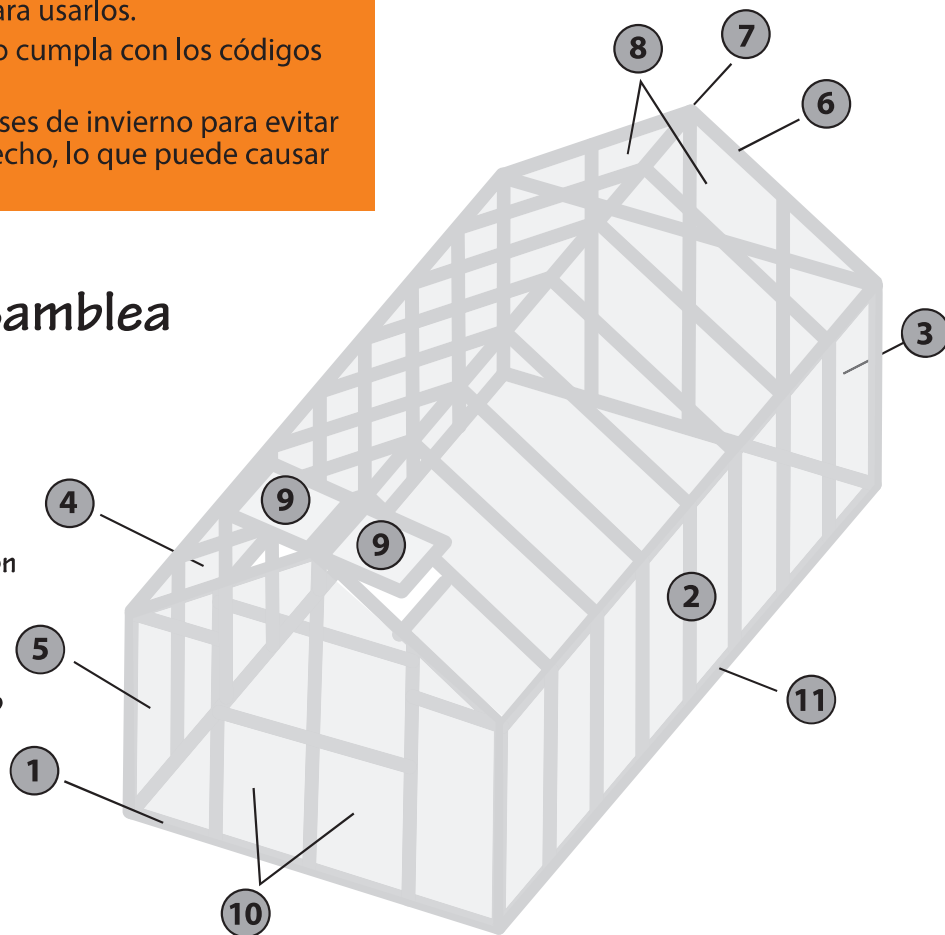 ara usarlos.
o cumpla con los códigos
ses de invierno para evitar
echo, lo que puede causar
amblea
8
7
6
3
4
9
9
en
2
5
11
1
10